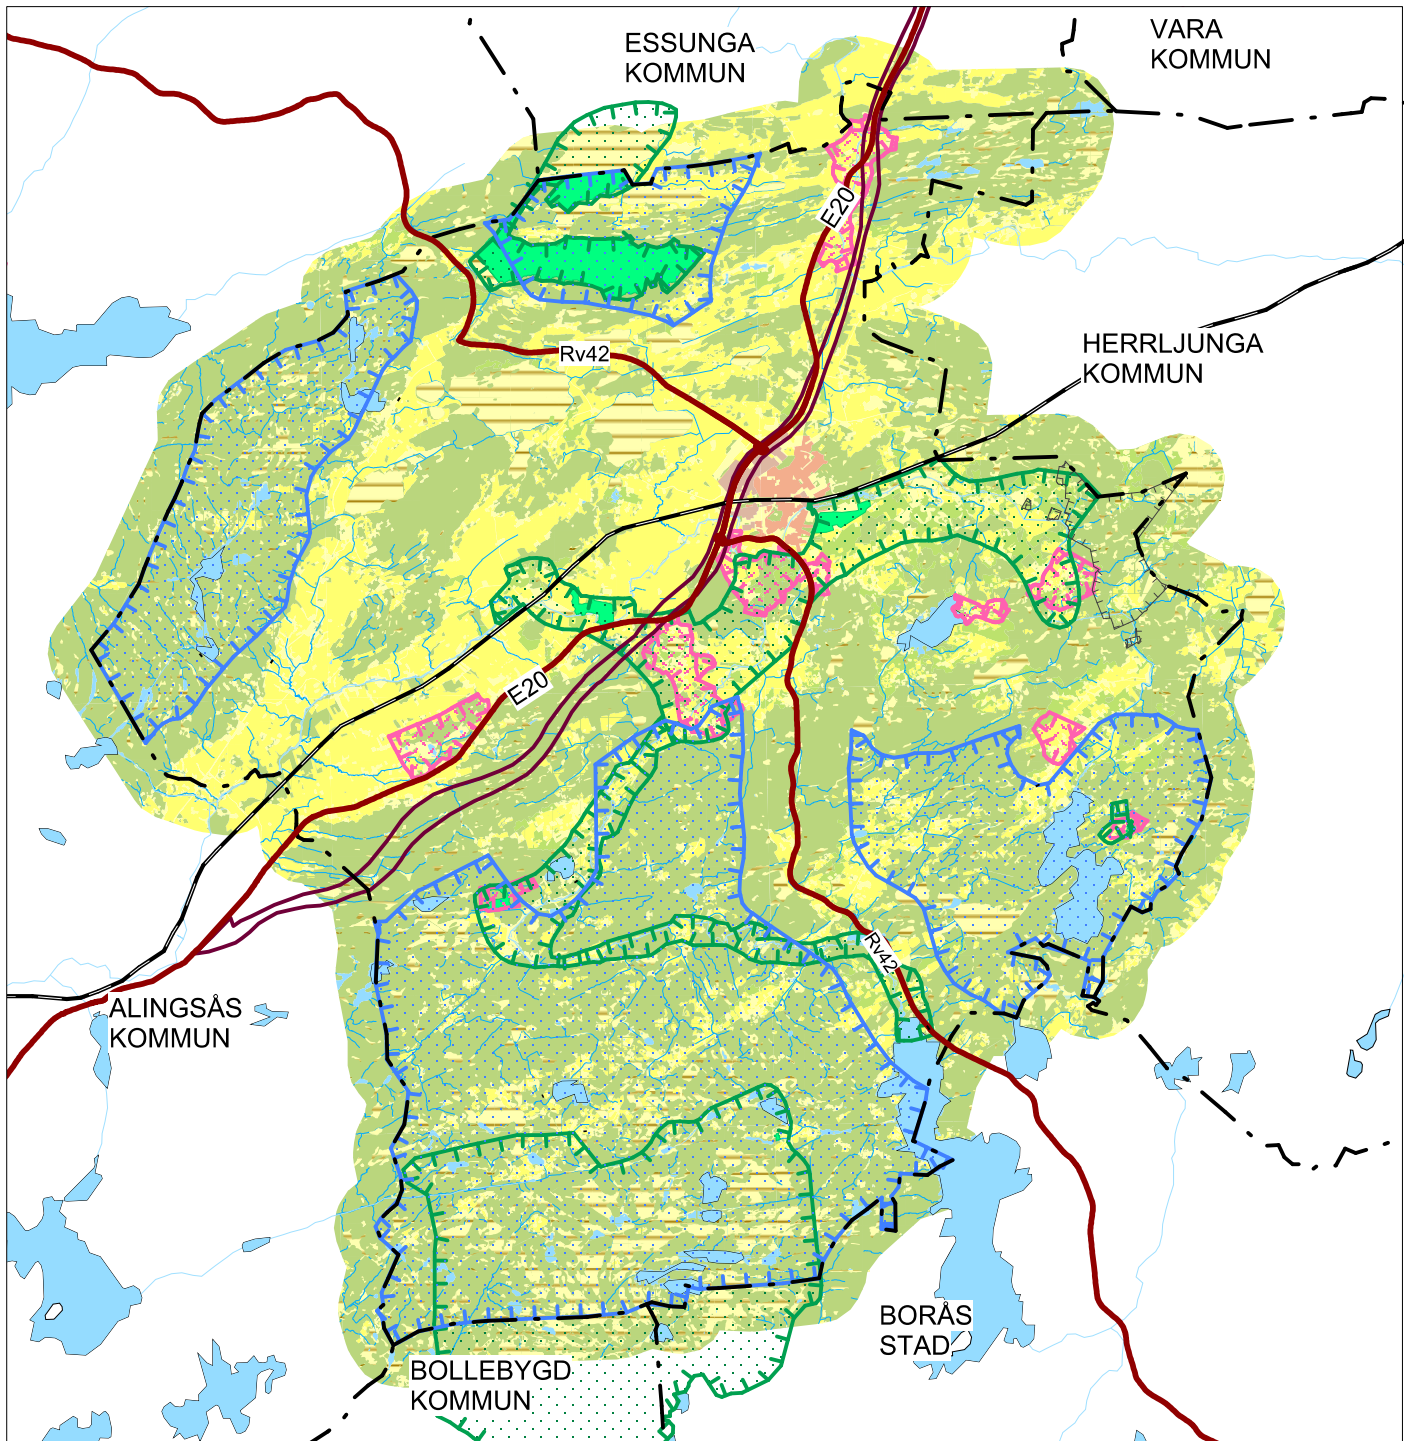 ESSUNGA
KOMMUN
VARA
KOMMUN
E20
HERRLJUNGA
KOMMUN
Rv42
E20
Rv42
ALINGSÅS
KOMMUN
BORÅS
STAD
BOLLEBYGD
KOMMUN